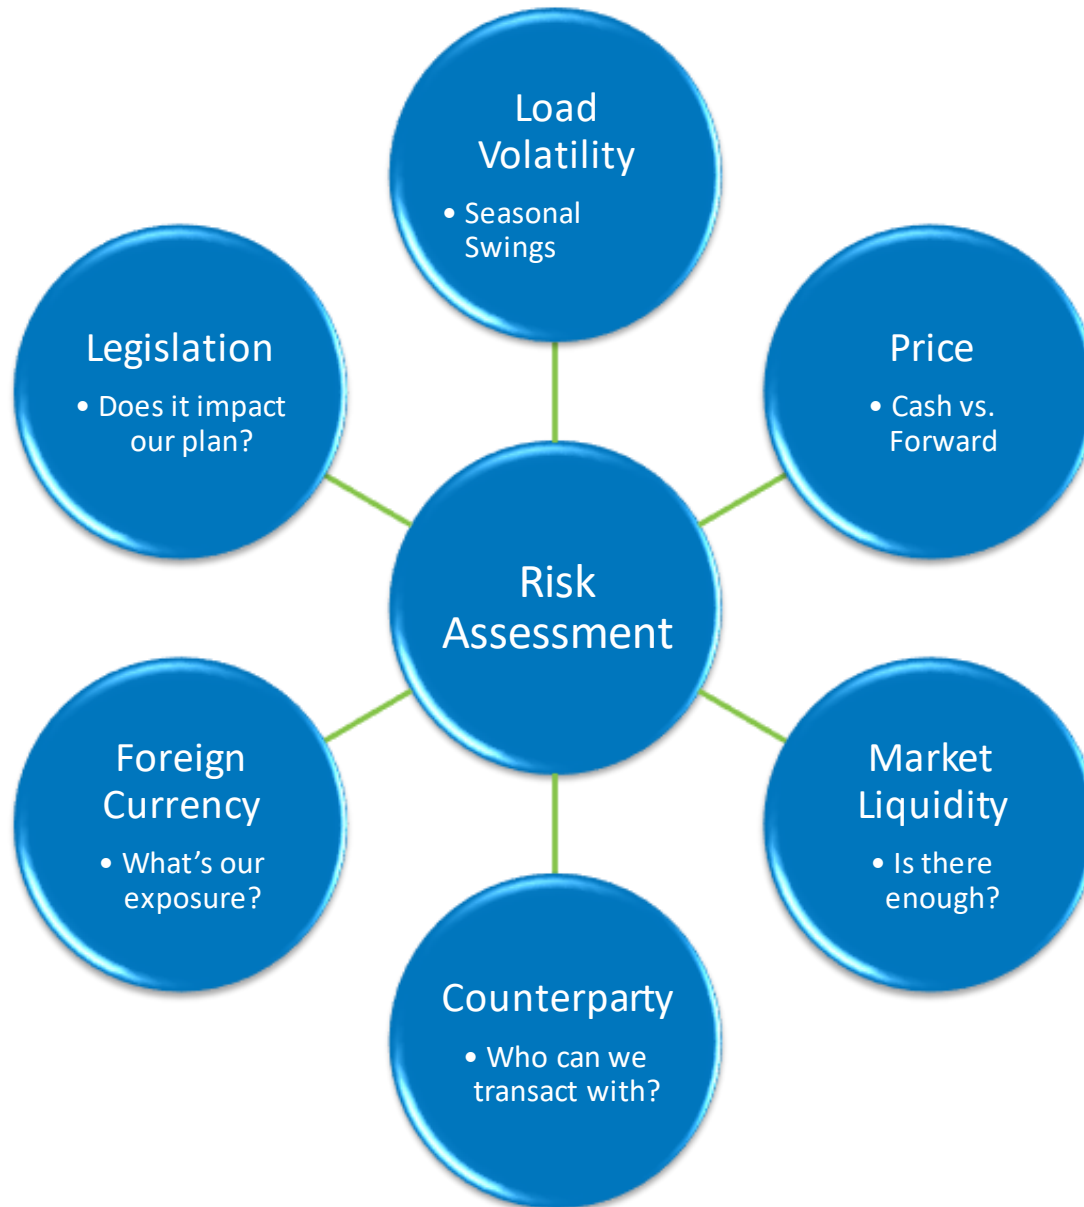 Load
Volatility
• Seasonal
Swings
Legislation
• Does it impact
our plan?
Price
• Cash vs.
Forward
Risk
Assessment
Foreign
Currency
• What’s our
exposure?
Market
Liquidity
• Is there
enough?
Counterparty
• Who can we
transact with?